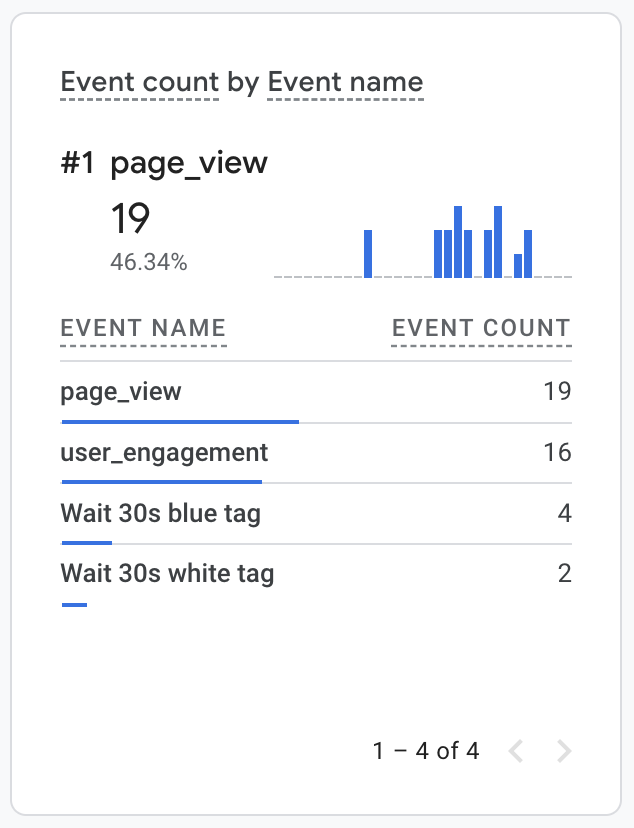 Event count by Event name
#1 page_view
19
46.34%
EVENT NAME EVENT COUNT
page_view 19
user_engagement 16
Wait 30s blue tag 4
Wait 30s white tag 2
1 – 4 of 4